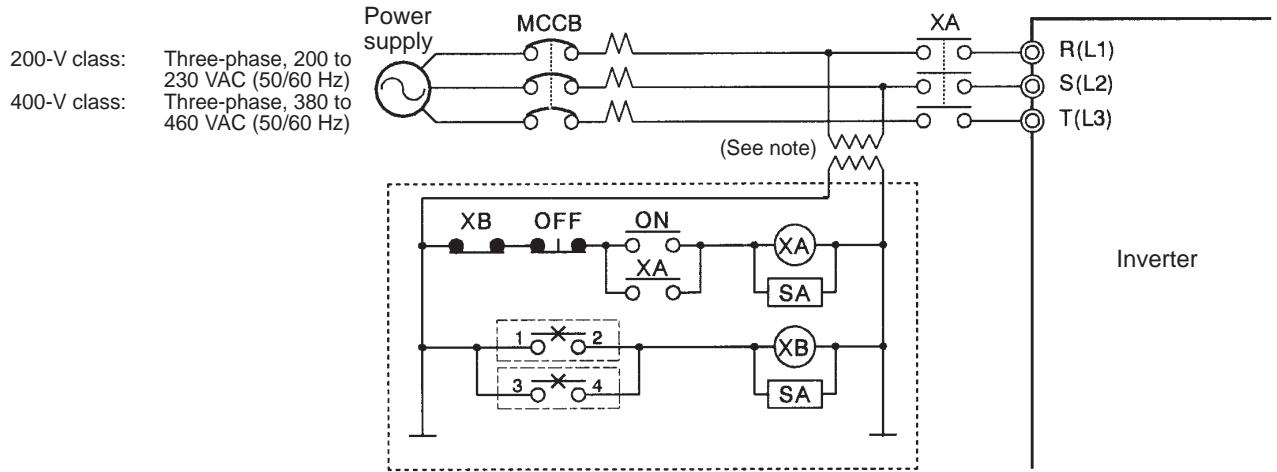 Power supply
MCCB
XA
200-V class: Three-phase, 200 to
230 VAC (50/60 Hz)
400-V class: Three-phase, 380 to
460 VAC (50/60 Hz)
R(L1)
S(L2)
T(L3)
(See note)
XB OFF ON
XA
XA
SA
Inverter
1 2
XB
3 4
SA